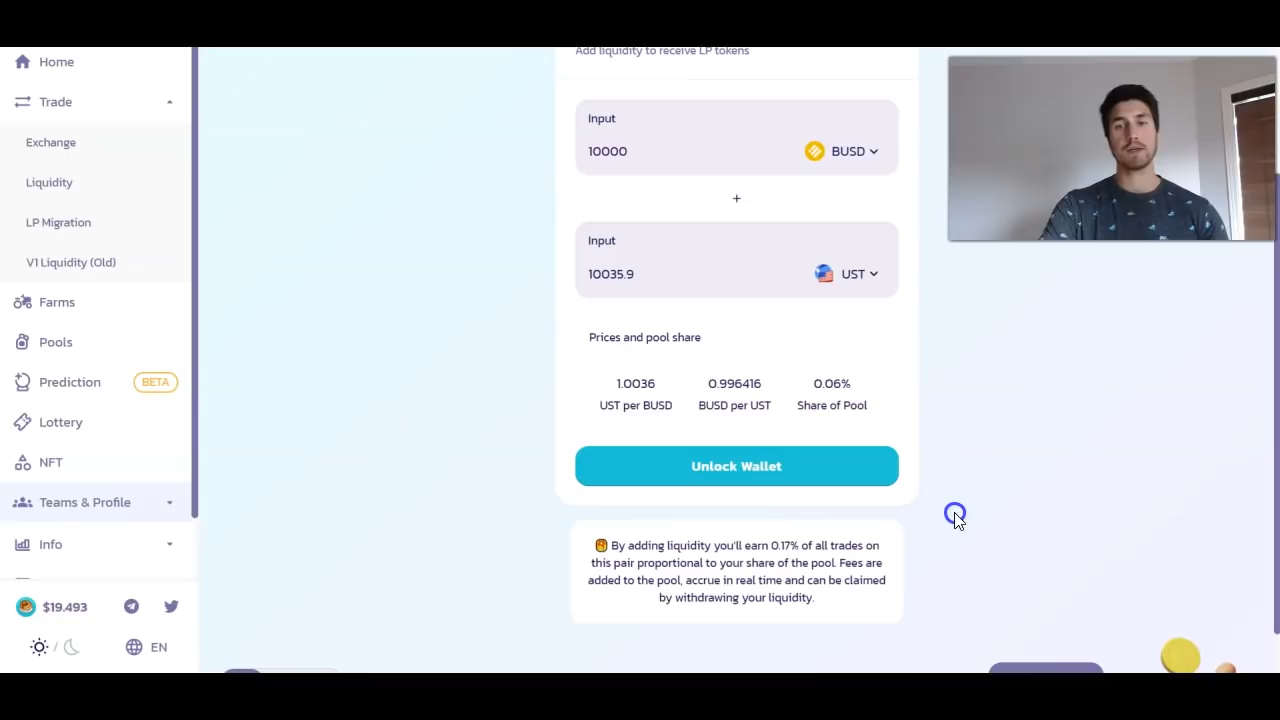 Home
Trade
Exchange
Liquidity
LP Migration
V1 Liquidity (Old)
Farms
Pools
Prediction BETA
Lottery
NFT
Teams & Profile
Info
$19.493
EN
Add liquidity to receive LP tokens
Input
10000 BUSD
+
Input
10035.9 UST
Prices and pool share
1.0036 0.996416 0.06%
UST per BUSD BUSD per UST Share of Pool
Unlock Wallet
By adding liquidity you'll earn 0.17% of all trades on
this pair proportional to your share of the pool. Fees are
added to the pool, accrue in real time and can be claimed
by withdrawing your liquidity.